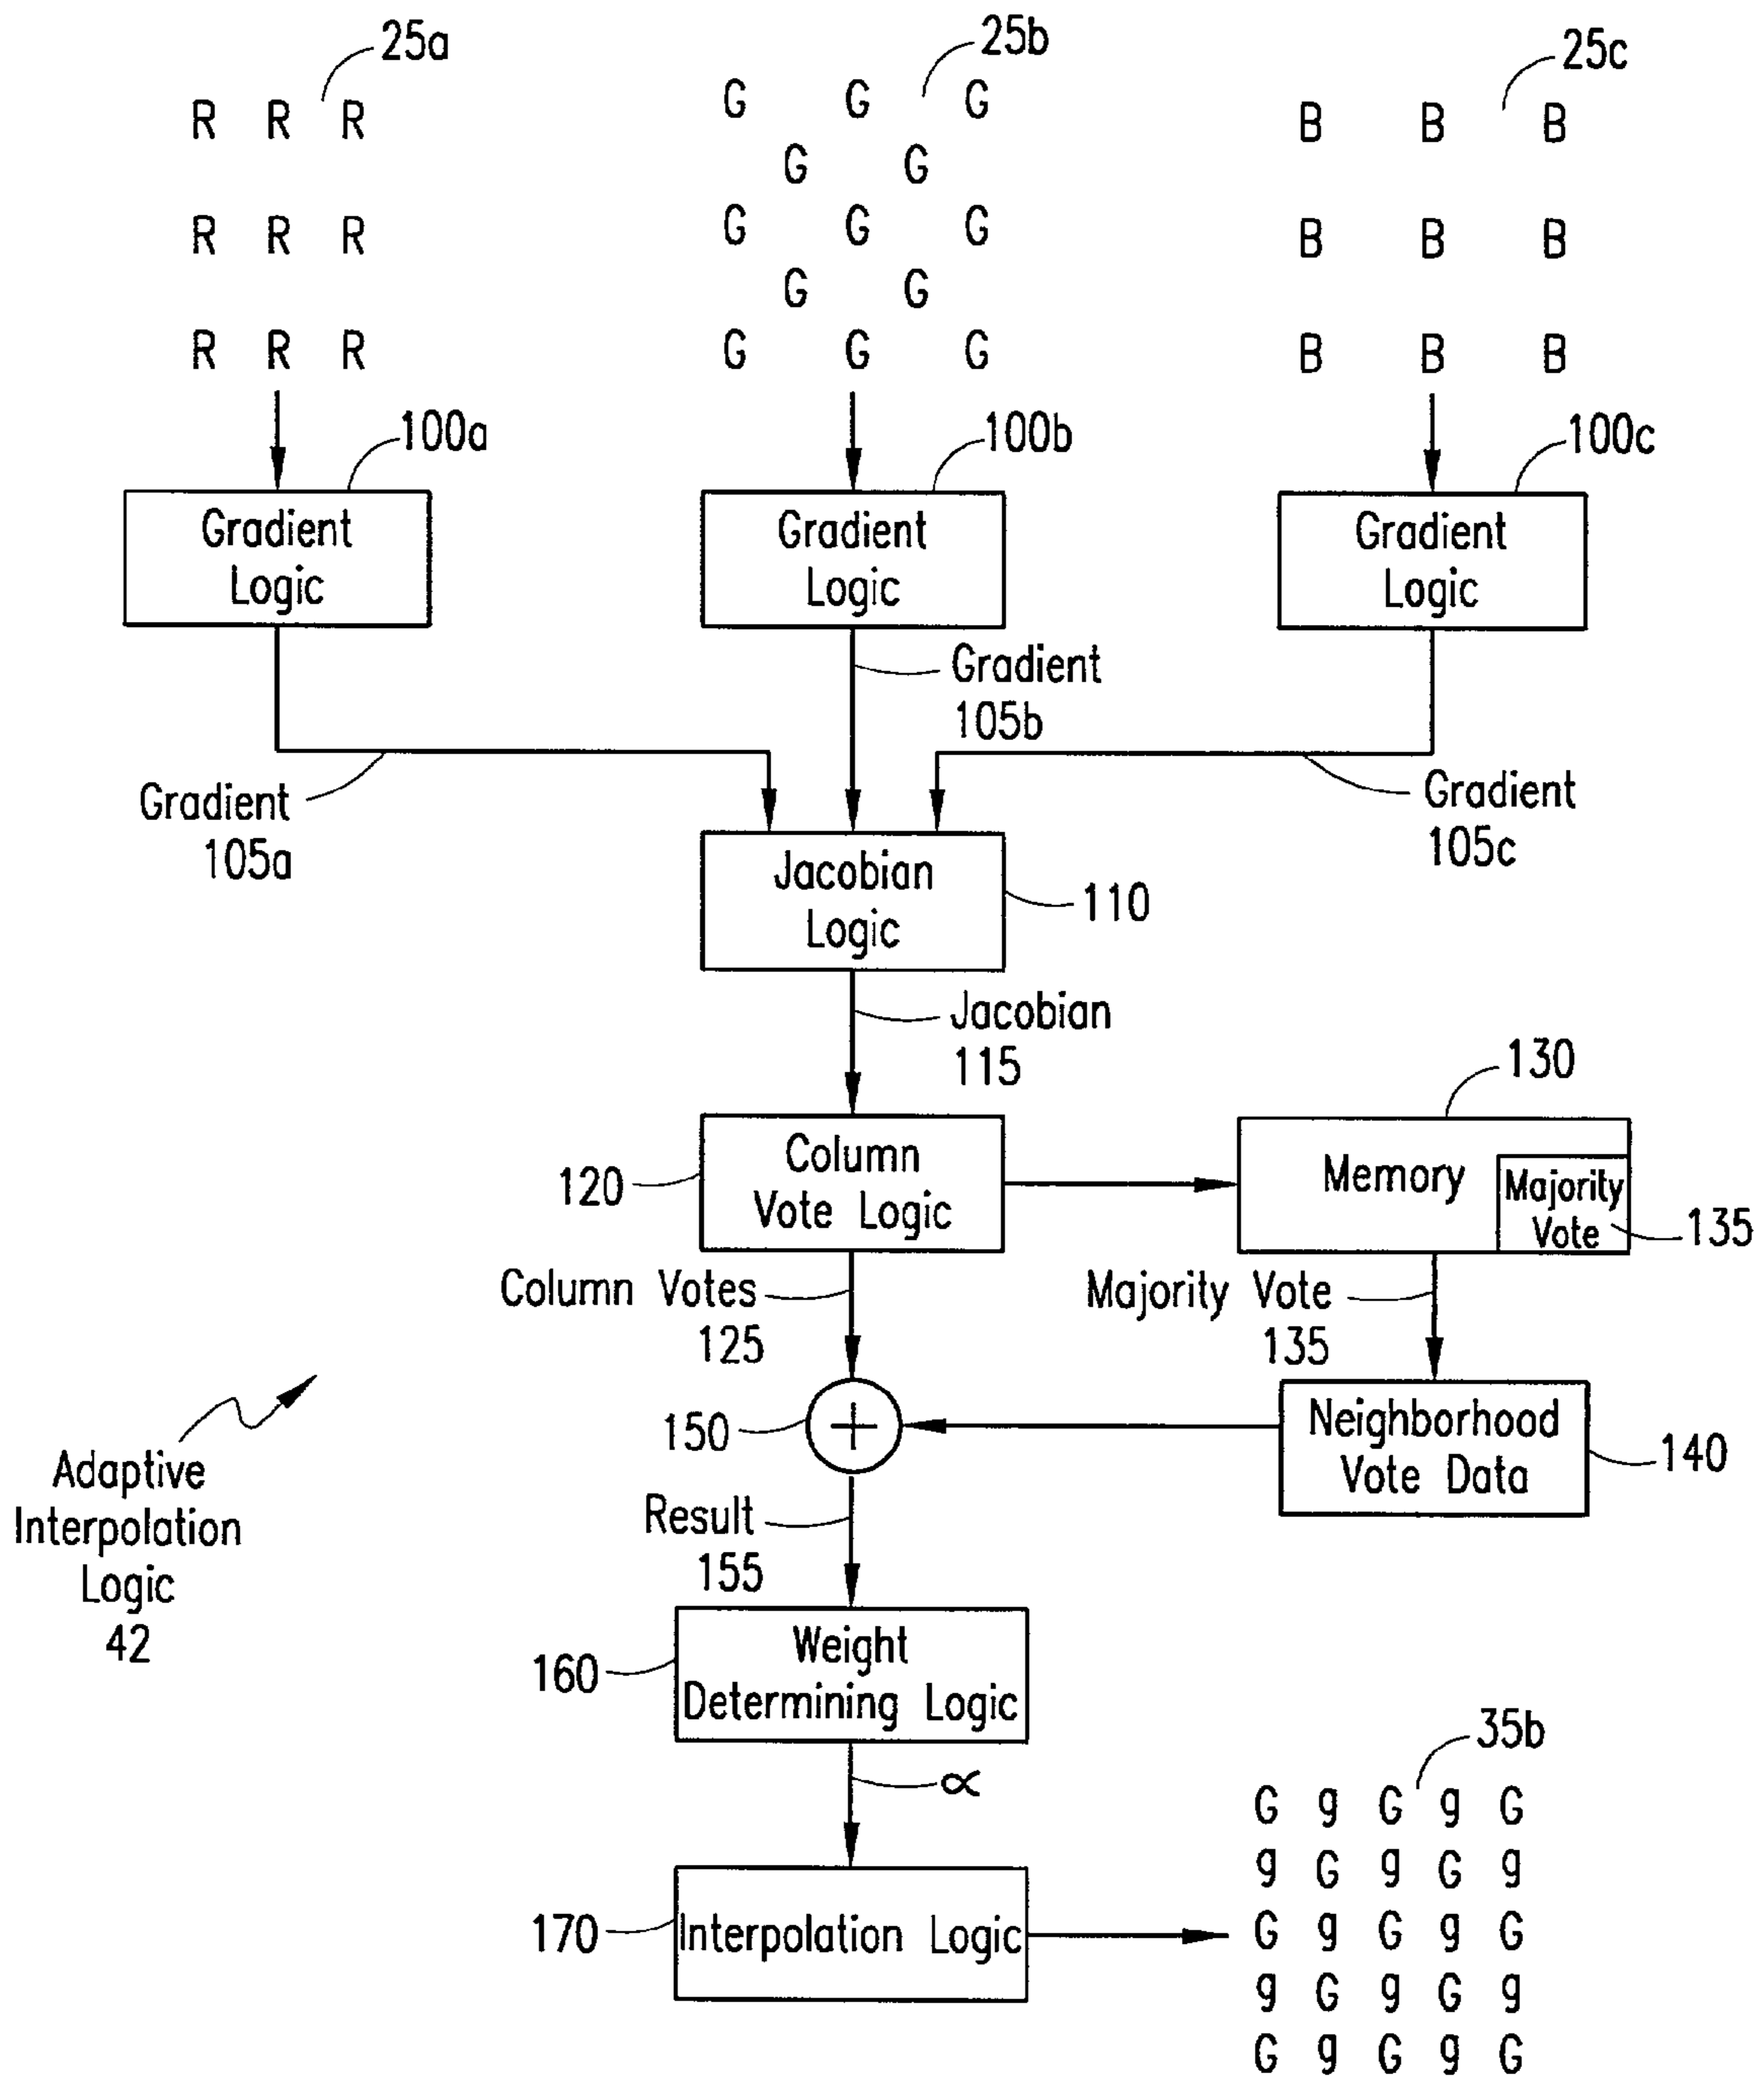 25a
25b
25c
R R R
R R R
R R R
G G G
G G
G G G
G G
G G G
B B B
B B B
B B B
100a
100b
100c
Gradient
Logic
Gradient
Logic
Gradient
Logic
Gradient
105b
Gradient
105a
Gradient
105c
Jacobian
Logic
110
Jacobian
115
130
120
Column
Vote Logic
Memory
Majority
Vote
135
Column Votes
125
Majority Vote
135
150
+
Neighborhood
Vote Data
140
Adaptive
Interpolation
Logic
42
Result
155
160
Weight
Determining Logic
∝
35b
170
Interpolation Logic
G g G g G
g G g G g
G g G g G
g G g G g
G g G g G